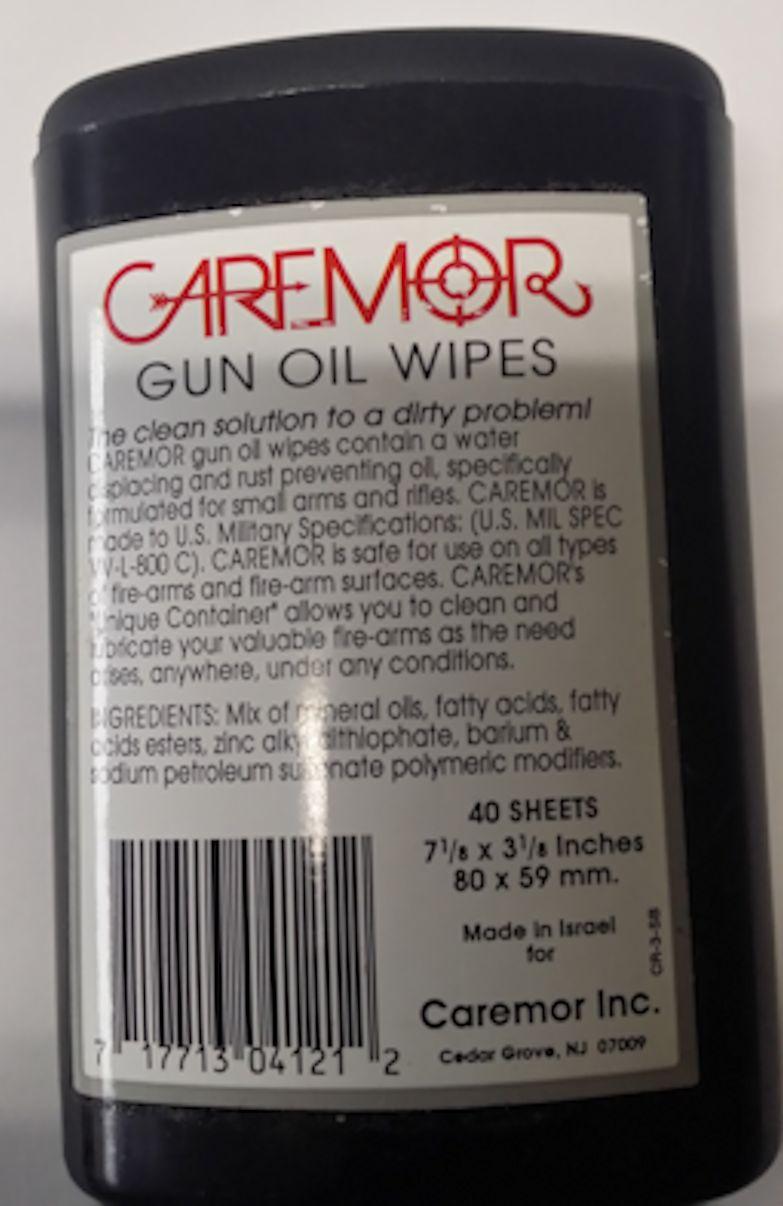 CAREMOR
GUN OIL WIPES
The clean solution to a dirty problem!
CAREMOR gun oil wipes contain a water
displacing and rust preventing oil, specifically
formulated for small arms and rifles. CAREMOR is
made to U.S. Military Specifications: (U.S. MIL SPEC
VV-L-800 C). CAREMOR is safe for use on all types
of fire-arms and fire-arm surfaces. CAREMOR's
"Unique Container" allows you to clean and
lubricate your valuable fire-arms as the need
arises, anywhere, under any conditions.
INGREDIENTS: Mix of mineral oils, fatty acids, fatty
acids esters, zinc alkyl dithiophate, barium &
sodium petroleum sulfonate polymeric modifiers.
40 SHEETS
7 1/8 x 3 1/8 Inches
80 x 59 mm.
Made in Israel
for
CR-3-5B
Caremor Inc.
Cedar Grove, NJ 07009
7 17713 04121 2